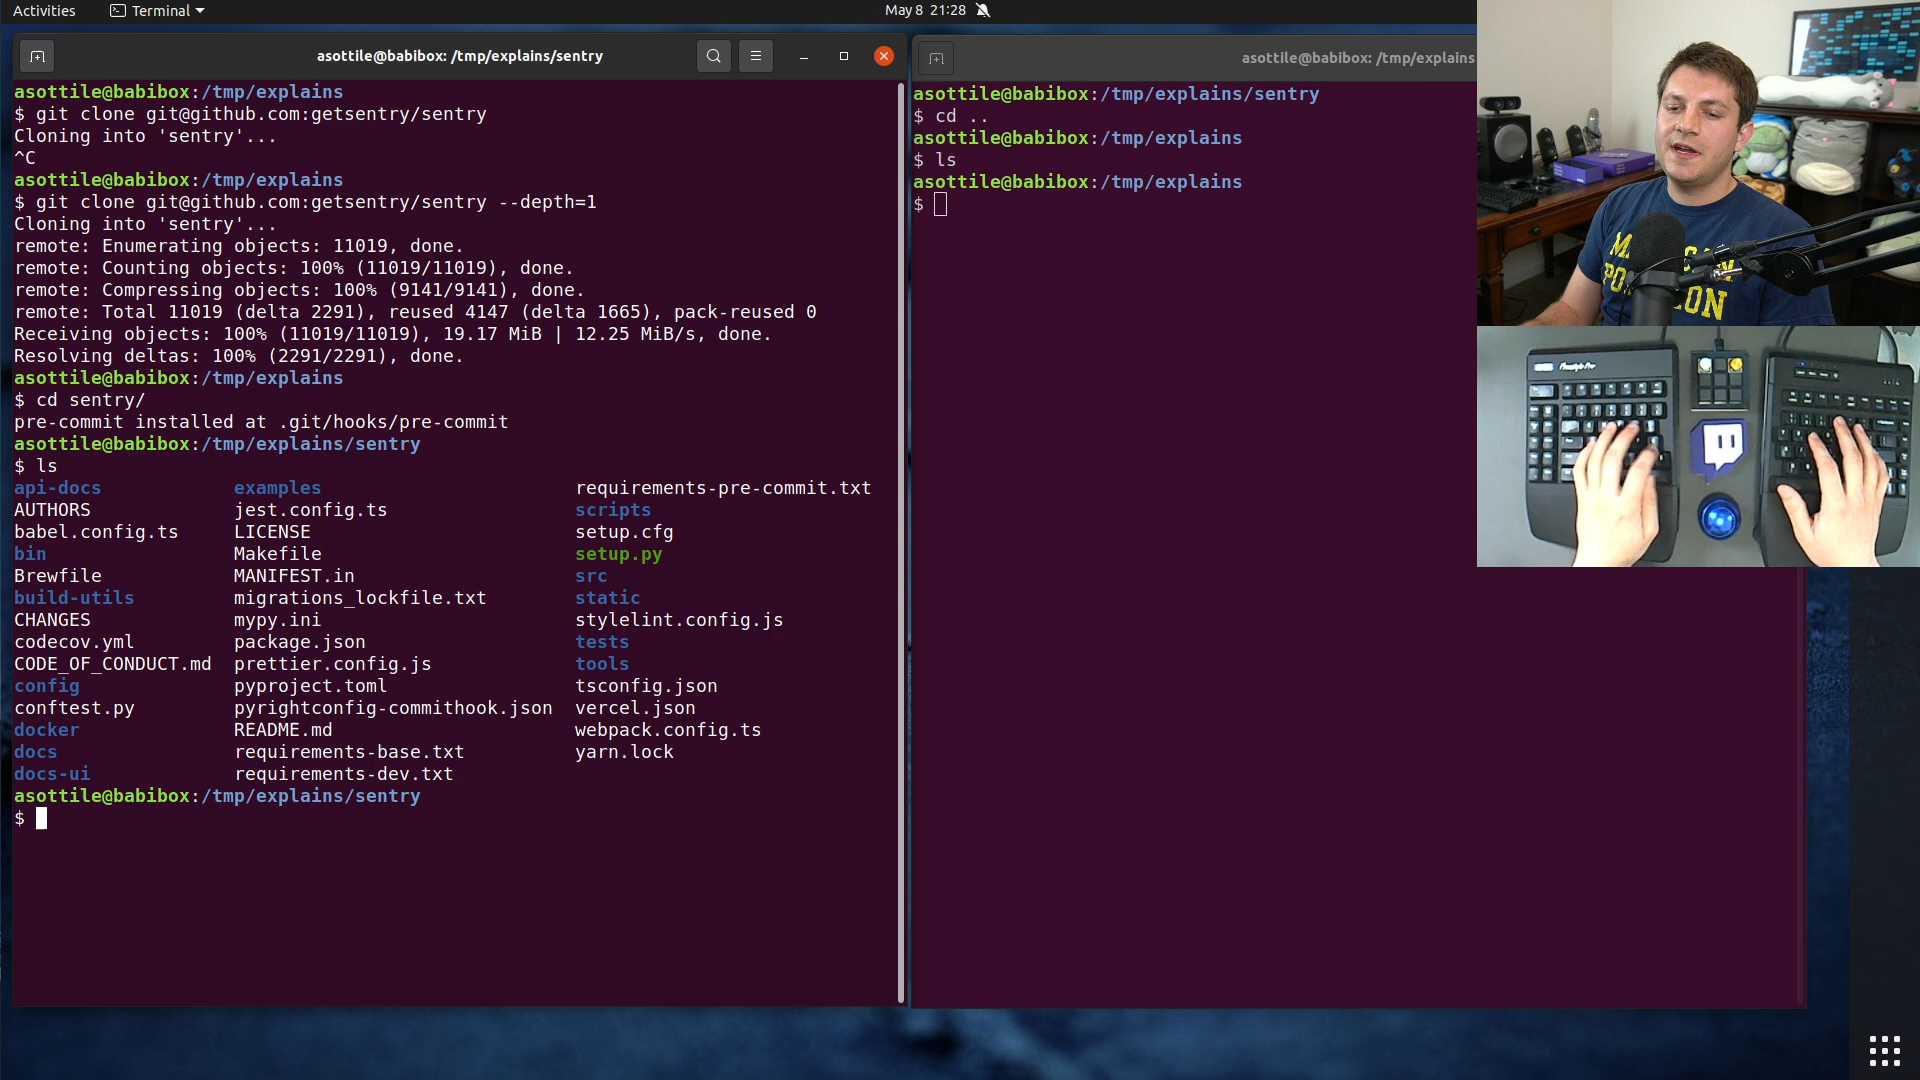 Activities
Terminal
May 8 21:28
asottile@babibox: /tmp/explains/sentry
asottile@babibox:/tmp/explains
$ git clone git@github.com:getsentry/sentry
Cloning into 'sentry'...
^C
asottile@babibox:/tmp/explains
$ git clone git@github.com:getsentry/sentry --depth=1
Cloning into 'sentry'...
remote: Enumerating objects: 11019, done.
remote: Counting objects: 100% (11019/11019), done.
remote: Compressing objects: 100% (9141/9141), done.
remote: Total 11019 (delta 2291), reused 4147 (delta 1665), pack-reused 0
Receiving objects: 100% (11019/11019), 19.17 MiB | 12.25 MiB/s, done.
Resolving deltas: 100% (2291/2291), done.
asottile@babibox:/tmp/explains
$ cd sentry/
pre-commit installed at .git/hooks/pre-commit
asottile@babibox:/tmp/explains/sentry
$ ls
api-docs examples requirements-pre-commit.txt
AUTHORS jest.config.ts scripts
babel.config.ts LICENSE setup.cfg
bin Makefile setup.py
Brewfile MANIFEST.in src
build-utils migrations_lockfile.txt static
CHANGES mypy.ini stylelint.config.js
codecov.yml package.json tests
CODE_OF_CONDUCT.md prettier.config.js tools
config pyproject.toml tsconfig.json
conftest.py pyrightconfig-commithook.json vercel.json
docker README.md webpack.config.ts
docs requirements-base.txt yarn.lock
docs-ui requirements-dev.txt
asottile@babibox:/tmp/explains/sentry
$
asottile@babibox: /tmp/explains
asottile@babibox:/tmp/explains/sentry
$ cd ..
asottile@babibox:/tmp/explains
$ ls
asottile@babibox:/tmp/explains
$
Freestyle Pro